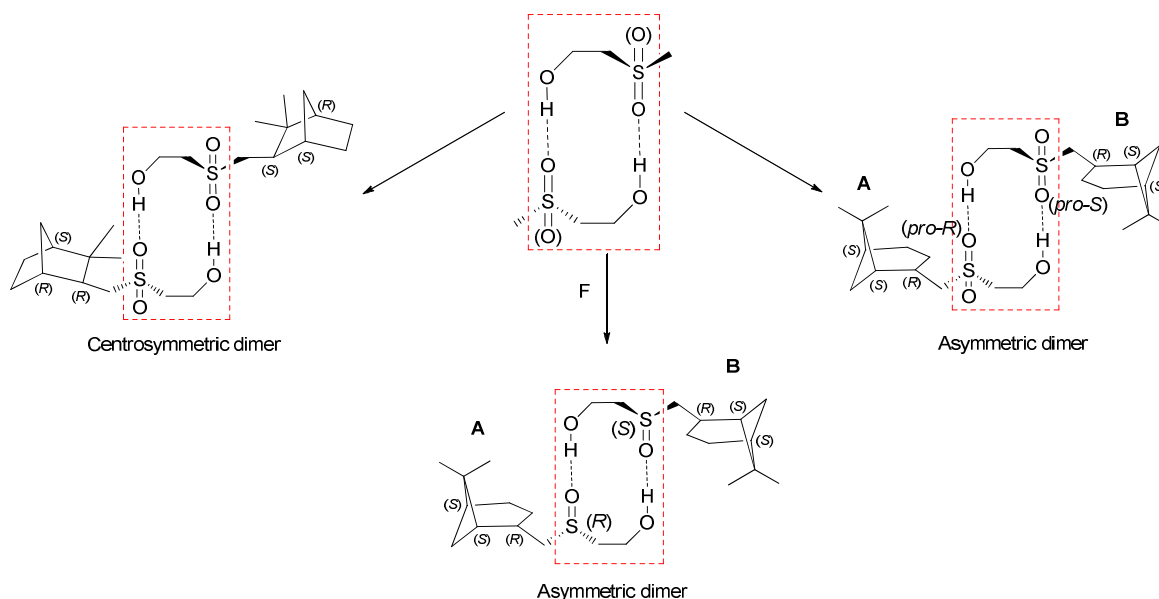 (O)
S
O
O
H
H
O
O
S
(O)
F
(R)
(S)
(S)
O
S
O
O
H
H
O
O
S
O
(S)
(R)
(R)
Centrosymmetric dimer
B
(R)
(S)
(S)
O
S
O
(pro-S)
O
H
A
(pro-R)
H
O
O
S
O
(S)
(S)
(R)
Asymmetric dimer
B
(R)
(S)
(S)
O
H
S
(S)
O
A
H
O
O
S
(R)
(S)
(S)
(R)
Asymmetric dimer